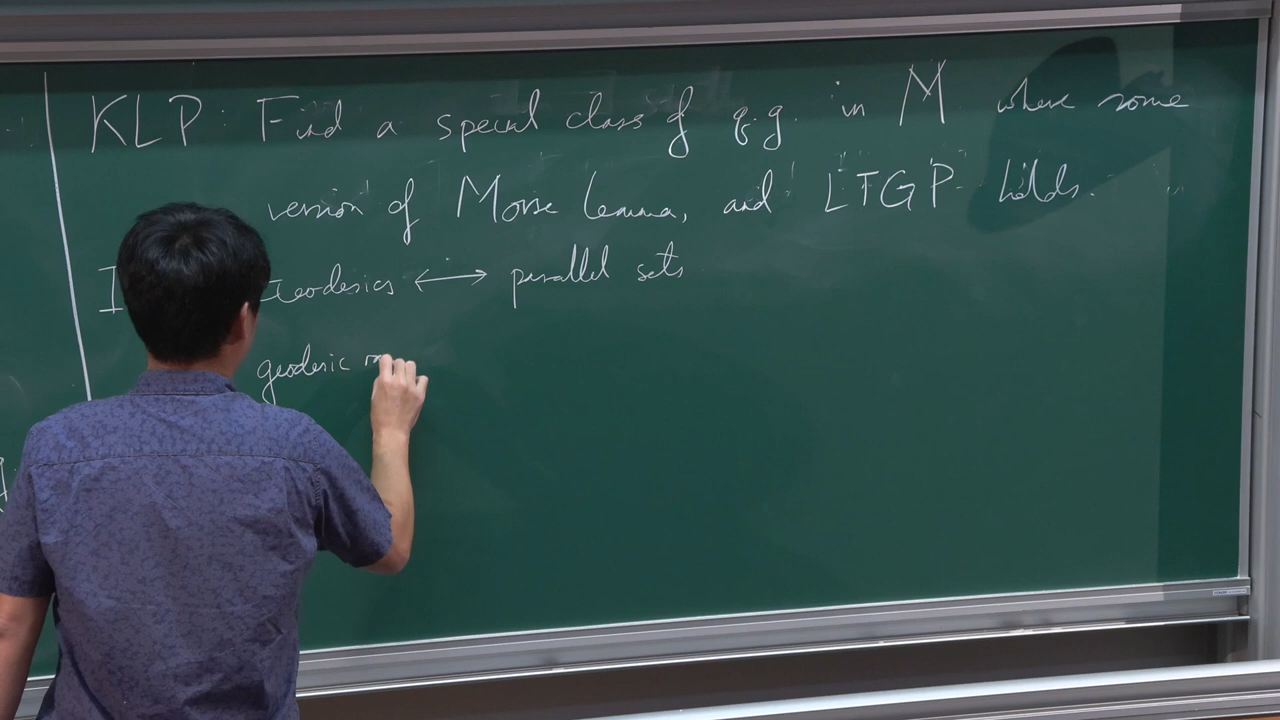 KLP: Find a special class of q.g. in M where some
version of Morse lemma, and LTGP holds.
I geodesics ⟷ parallel sets
geodesic